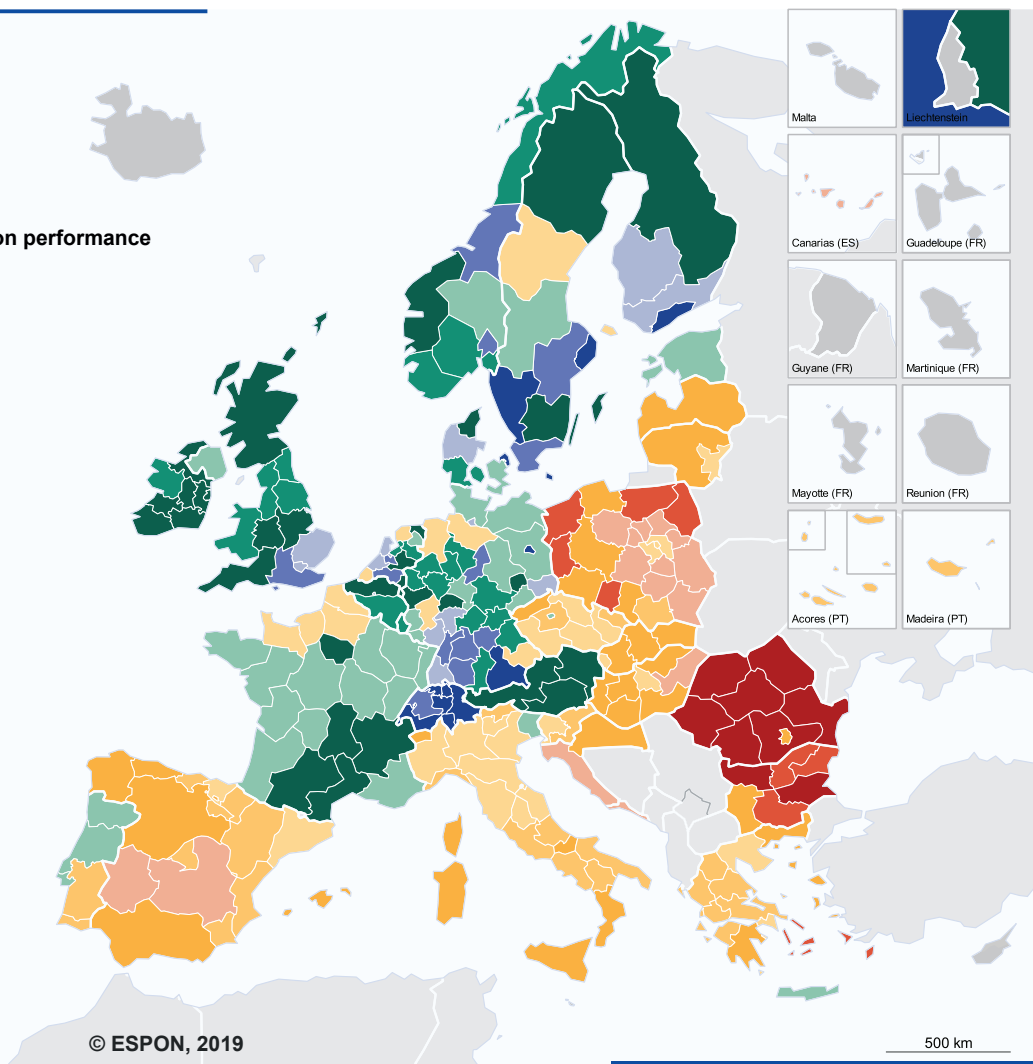 on performance
Malta
Liechtenstein
Canarias (ES)
Guadeloupe (FR)
Guyane (FR)
Martinique (FR)
Mayotte (FR)
Reunion (FR)
Acores (PT)
Madeira (PT)
© ESPON, 2019
500 km